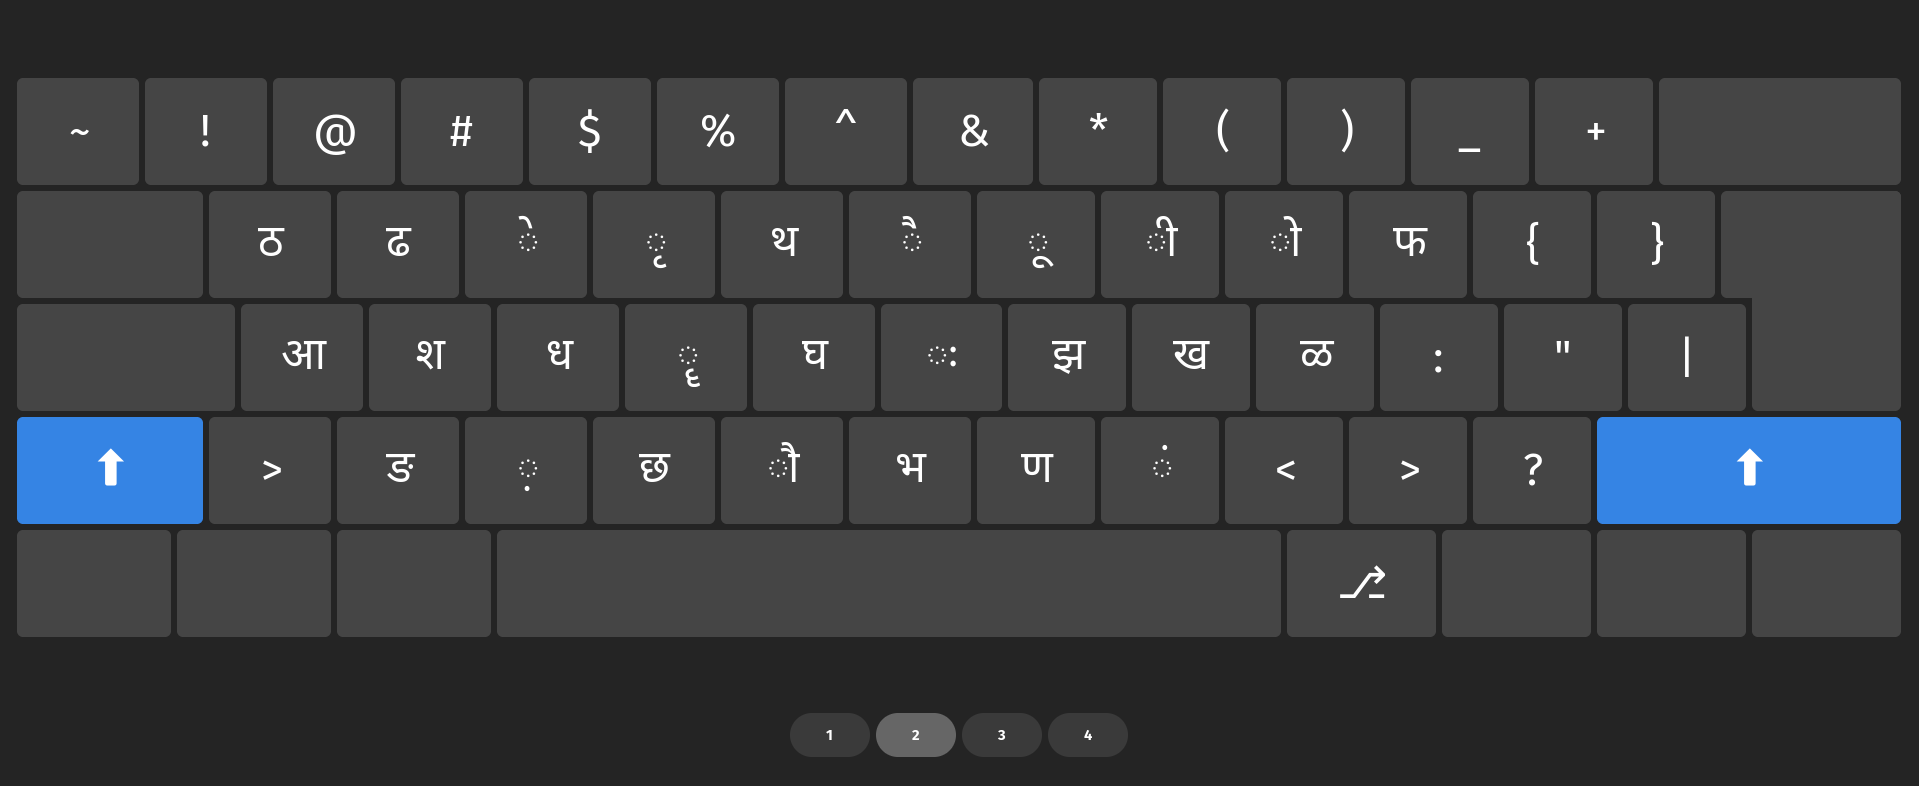 ~ ! @ # $ % ^ & * ( ) _ +
ठ ढ ◌े ◌ृ थ ◌ै ◌ू ◌ी ◌ो फ { }
आ श ध ◌ॄ घ ◌ः झ ख ळ : " |
⬆ > ङ ◌़ छ ◌ौ भ ण ◌ं < > ? ⬆
⎇
1 2 3 4